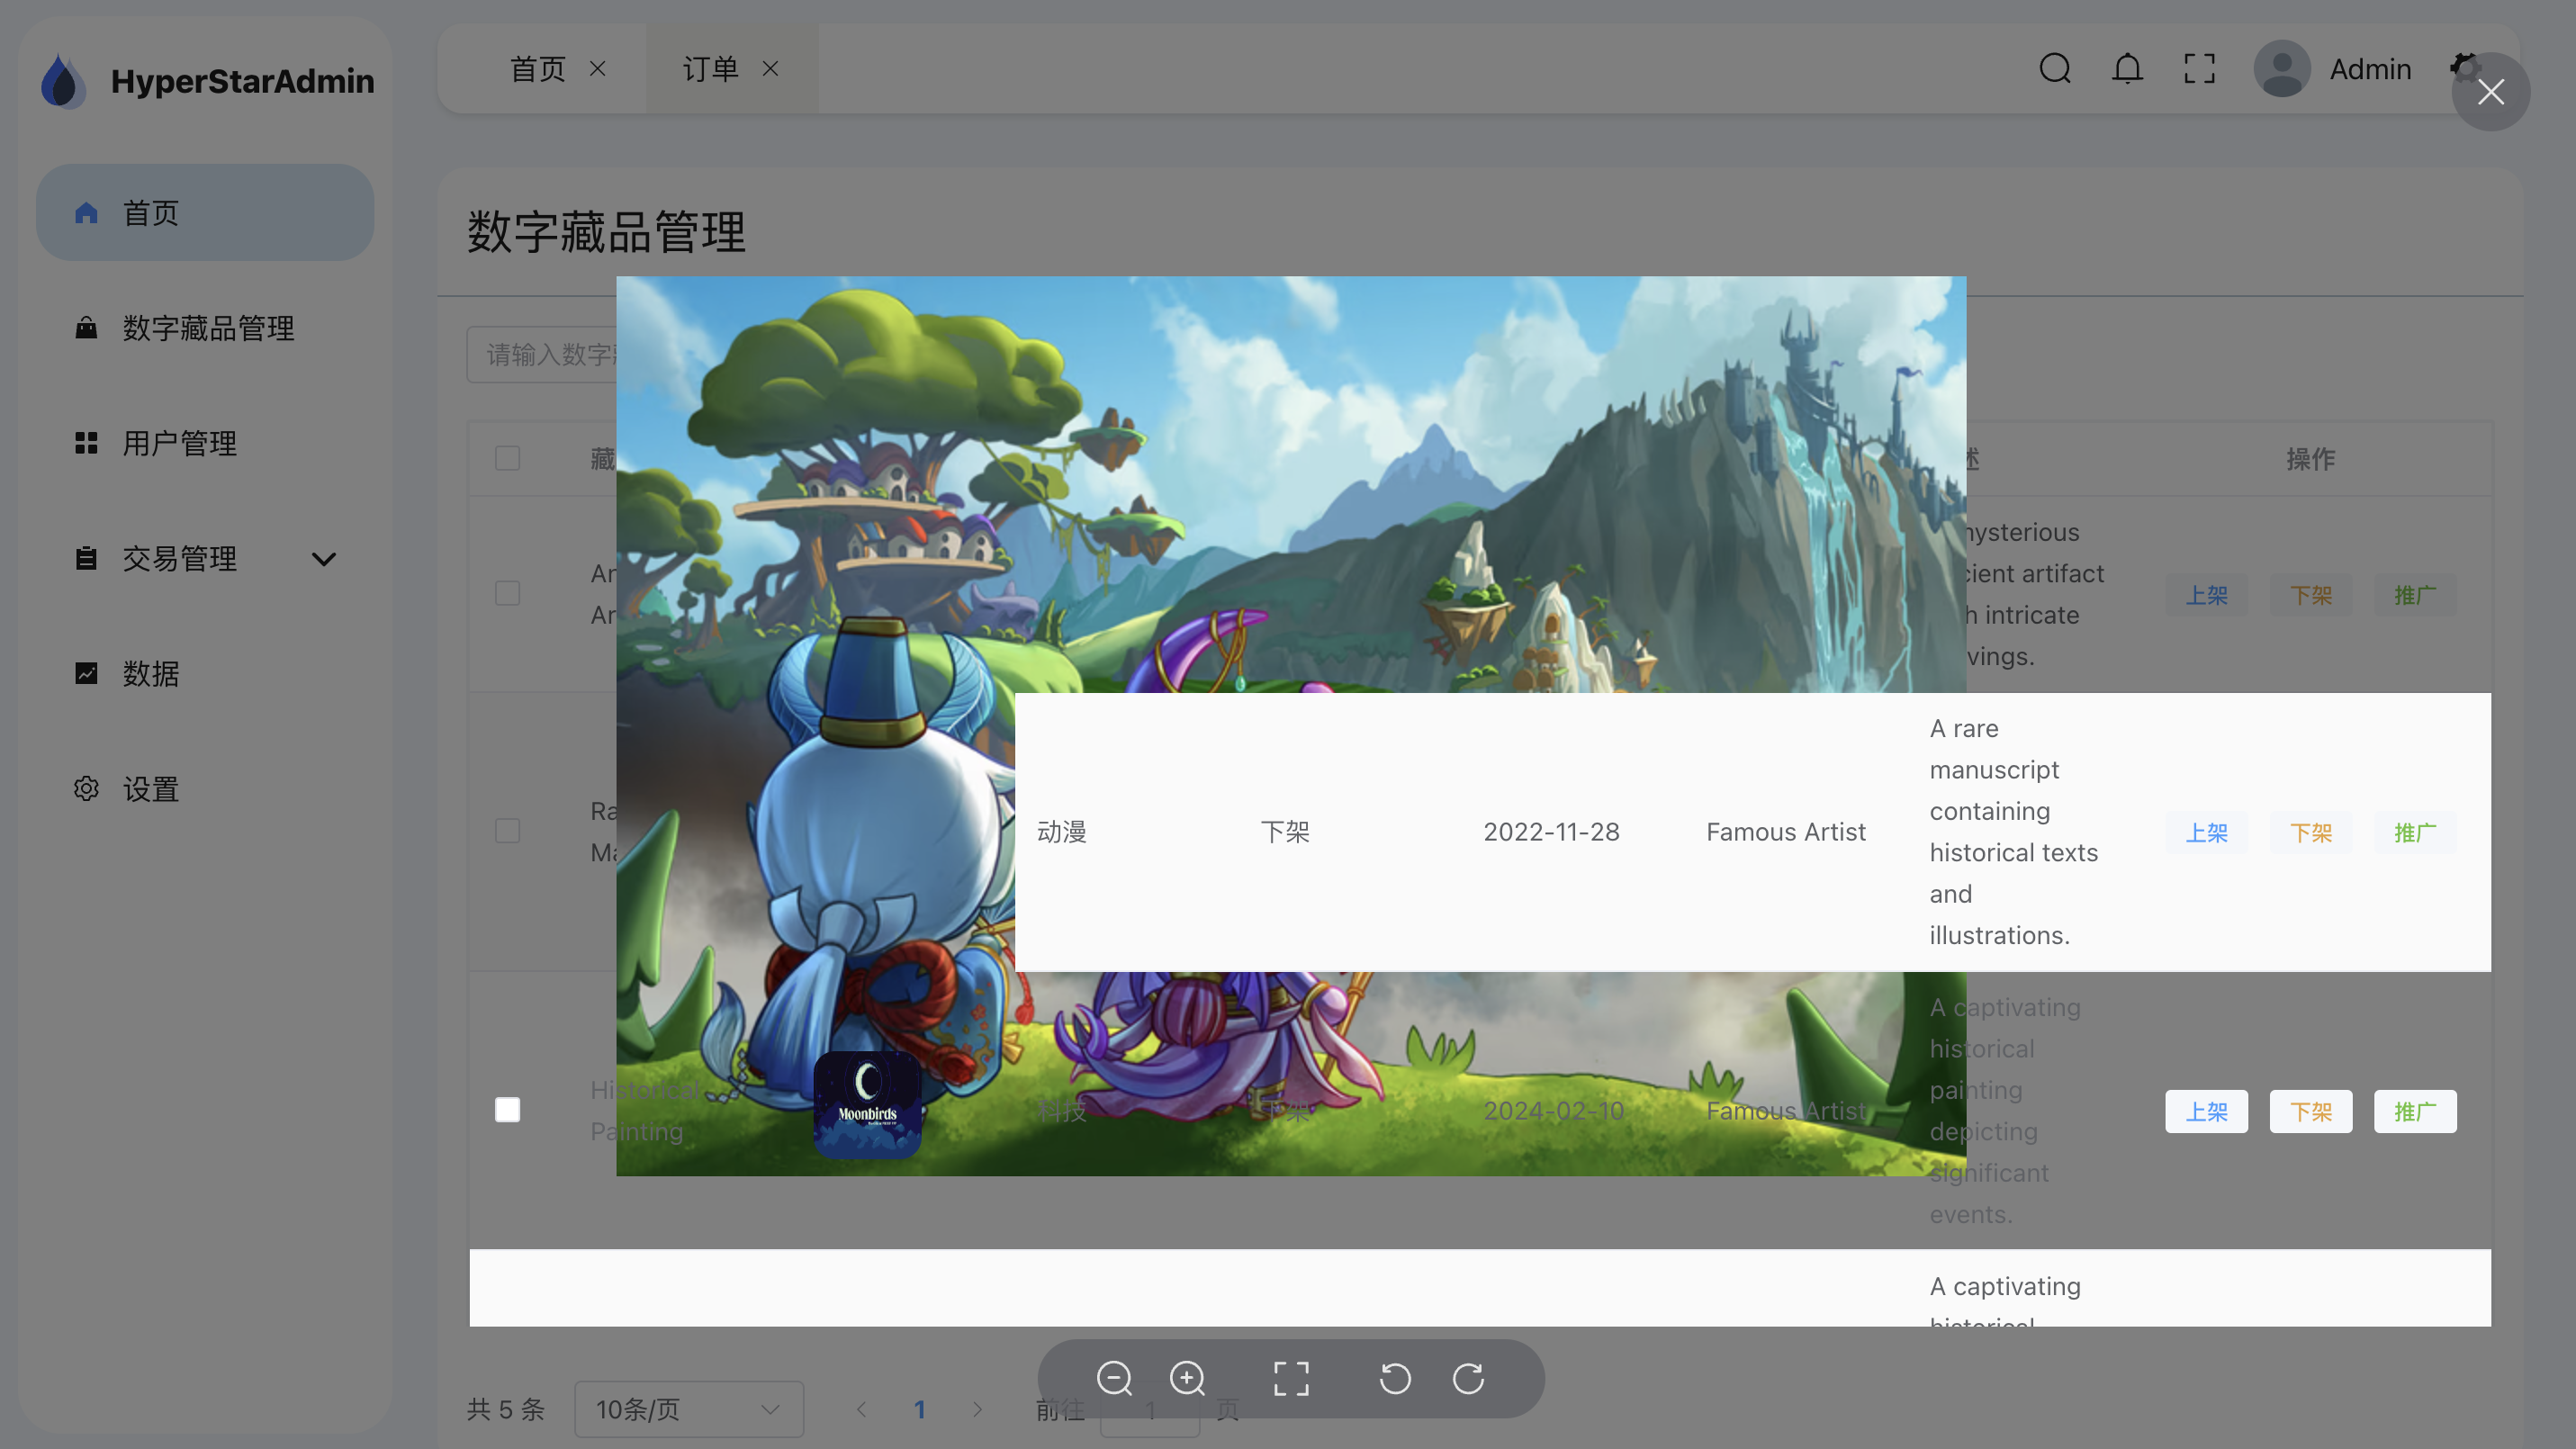 HyperStarAdmin
首页
订单
Admin
首页
数字藏品管理
用户管理
交易管理
数据
设置
数字藏品管理
请输入数字
藏
述
操作
Ar
Ar
ysterious
cient artifact
h intricate
vings.
上架
下架
推广
Ra
Ma
动漫
下架
2022-11-28
Famous Artist
A rare
manuscript
containing
historical texts
and
illustrations.
上架
下架
推广
Historical
Painting
Moonbirds
科技
下架
2024-02-10
Famous Artist
A captivating
historical
painting
depicting
significant
events.
上架
下架
推广
A captivating
historical
共 5 条
10条/页
1
前往
1
页